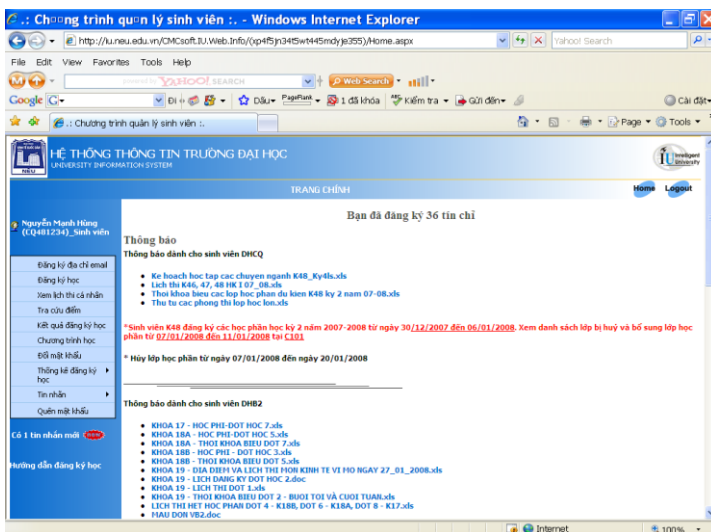 .: Chương trình quản lý sinh viên :. - Windows Internet Explorer
http://iu.neu.edu.vn/CMCsoft.IU.Web.Info/(xp4f5jn34t5wt445mdyje355)/Home.aspx
Yahoo! Search
File Edit View Favorites Tools Help
powered by YAHOO! SEARCH
Web Search
Google
Đi
Dấu
PageRank
1 đã khóa
Kiểm tra
Gửi đến
Cài đặt
.: Chương trình quản lý sinh viên :.
Page Tools
HỆ THỐNG THÔNG TIN TRƯỜNG ĐẠI HỌC
UNIVERSITY INFORMATION SYSTEM
NEU
IU Intelligent University
TRANG CHÍNH
Home Logout
Nguyễn Mạnh Hùng
(CQ481234)_Sinh viên
Đăng ký địa chỉ email
Đăng ký học
Xem lịch thi cá nhân
Tra cứu điểm
Kết quả đăng ký học
Chương trình học
Đổi mật khẩu
Thống kê đăng ký học
Tin nhắn
Quên mật khẩu
Có 1 tin nhắn mới
Hướng dẫn đăng ký học
Bạn đã đăng ký 36 tín chỉ
Thông báo
Thông báo dành cho sinh viên DHCQ
Ke hoach hoc tap cac chuyen nganh K48_Ky4ls.xls
Lich thi K46, 47, 48 HK I 07_08.xls
Thoi khoa bieu cac lop hoc phan du kien K48 ky 2 nam 07-08.xls
Thu tu cac phong thi lop hoc lon.xls
*Sinh viên K48 đăng ký các học phần học kỳ 2 năm 2007-2008 từ ngày 30/12/2007 đến 06/01/2008. Xem danh sách lớp bị huỷ và bổ sung lớp học
phần từ 07/01/2008 đến 11/01/2008 tại C101
* Hủy lớp học phần từ ngày 07/01/2008 đến ngày 20/01/2008
Thông báo dành cho sinh viên DHB2
KHOA 17 - HOC PHI-DOT HOC 7.xls
KHOA 18A - HOC PHI-DOT HOC 5.xls
KHOA 18A - THOI KHOA BIEU DOT 7.xls
KHOA 18B - HOC PHI - DOT HOC 3.xls
KHOA 18B - THOI KHOA BIEU DOT 5.xls
KHOA 19 - DIA DIEM VA LICH THI MON KINH TE VI MO NGAY 27_01_2008.xls
KHOA 19 - LICH DANG KY DOT HOC 2.doc
KHOA 19 - LICH THI DOT 1.xls
KHOA 19 - THOI KHOA BIEU DOT 2 - BUOI TOI VÀ CUOI TUAN.xls
LICH THI HET HOC PHAN DOT 4 - K18B, DOT 6 - K18A, DOT 8 - K17.xls
MAU DON VB2.doc
Internet
100%